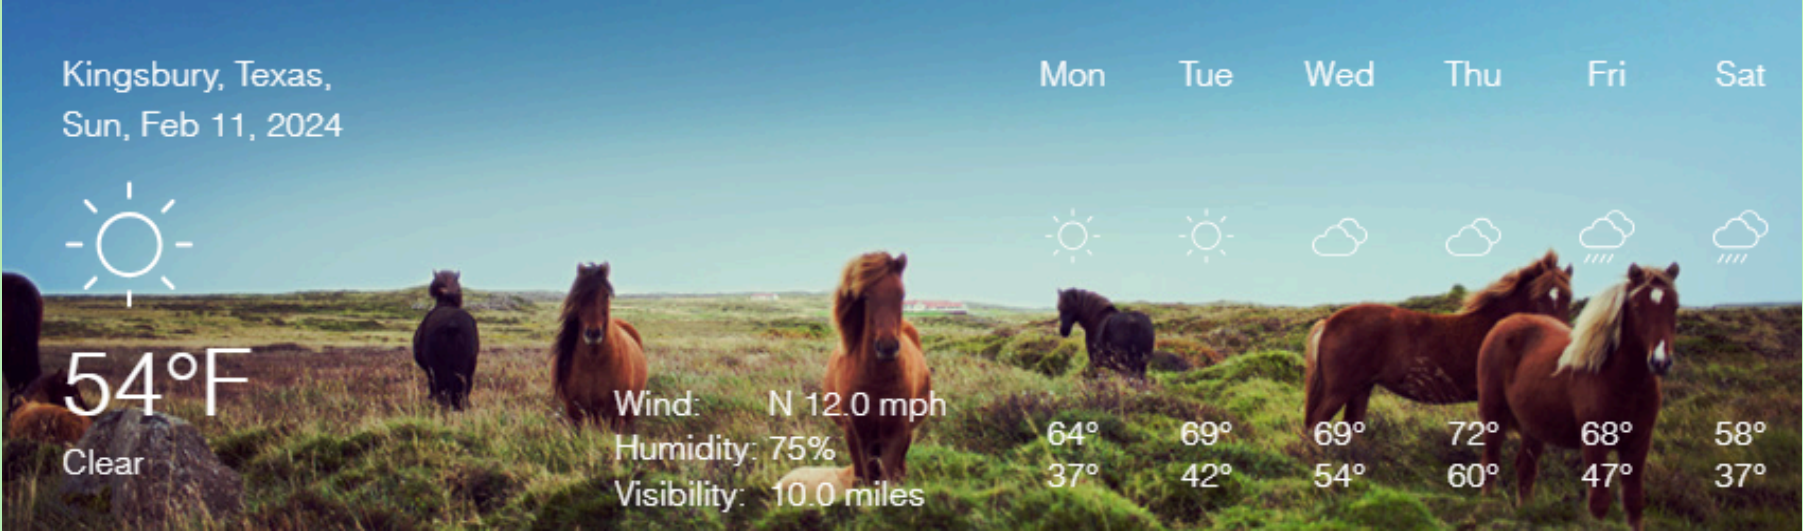 Kingsbury, Texas,
Sun, Feb 11, 2024
54°F
Clear
Wind: N 12.0 mph
Humidity: 75%
Visibility: 10.0 miles
Mon Tue Wed Thu Fri Sat
64° 69° 69° 72° 68° 58°
37° 42° 54° 60° 47° 37°